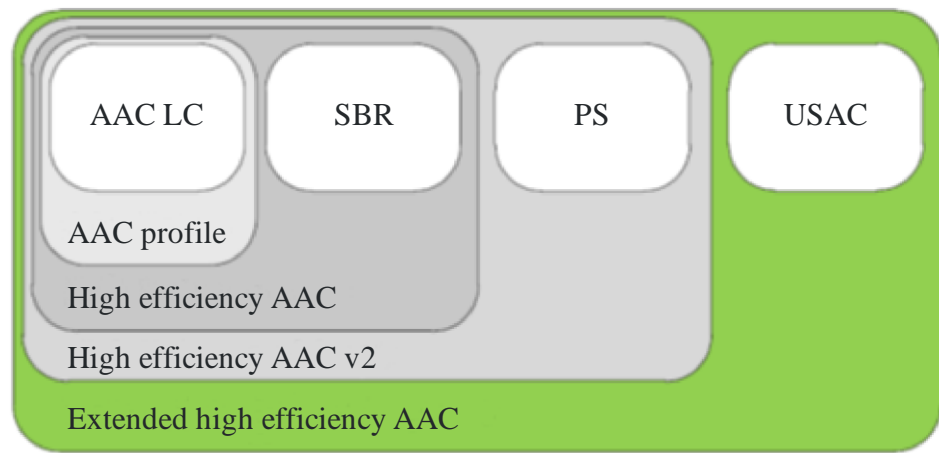 AAC LC
SBR
PS
USAC
AAC profile
High efficiency AAC
High efficiency AAC v2
Extended high efficiency AAC